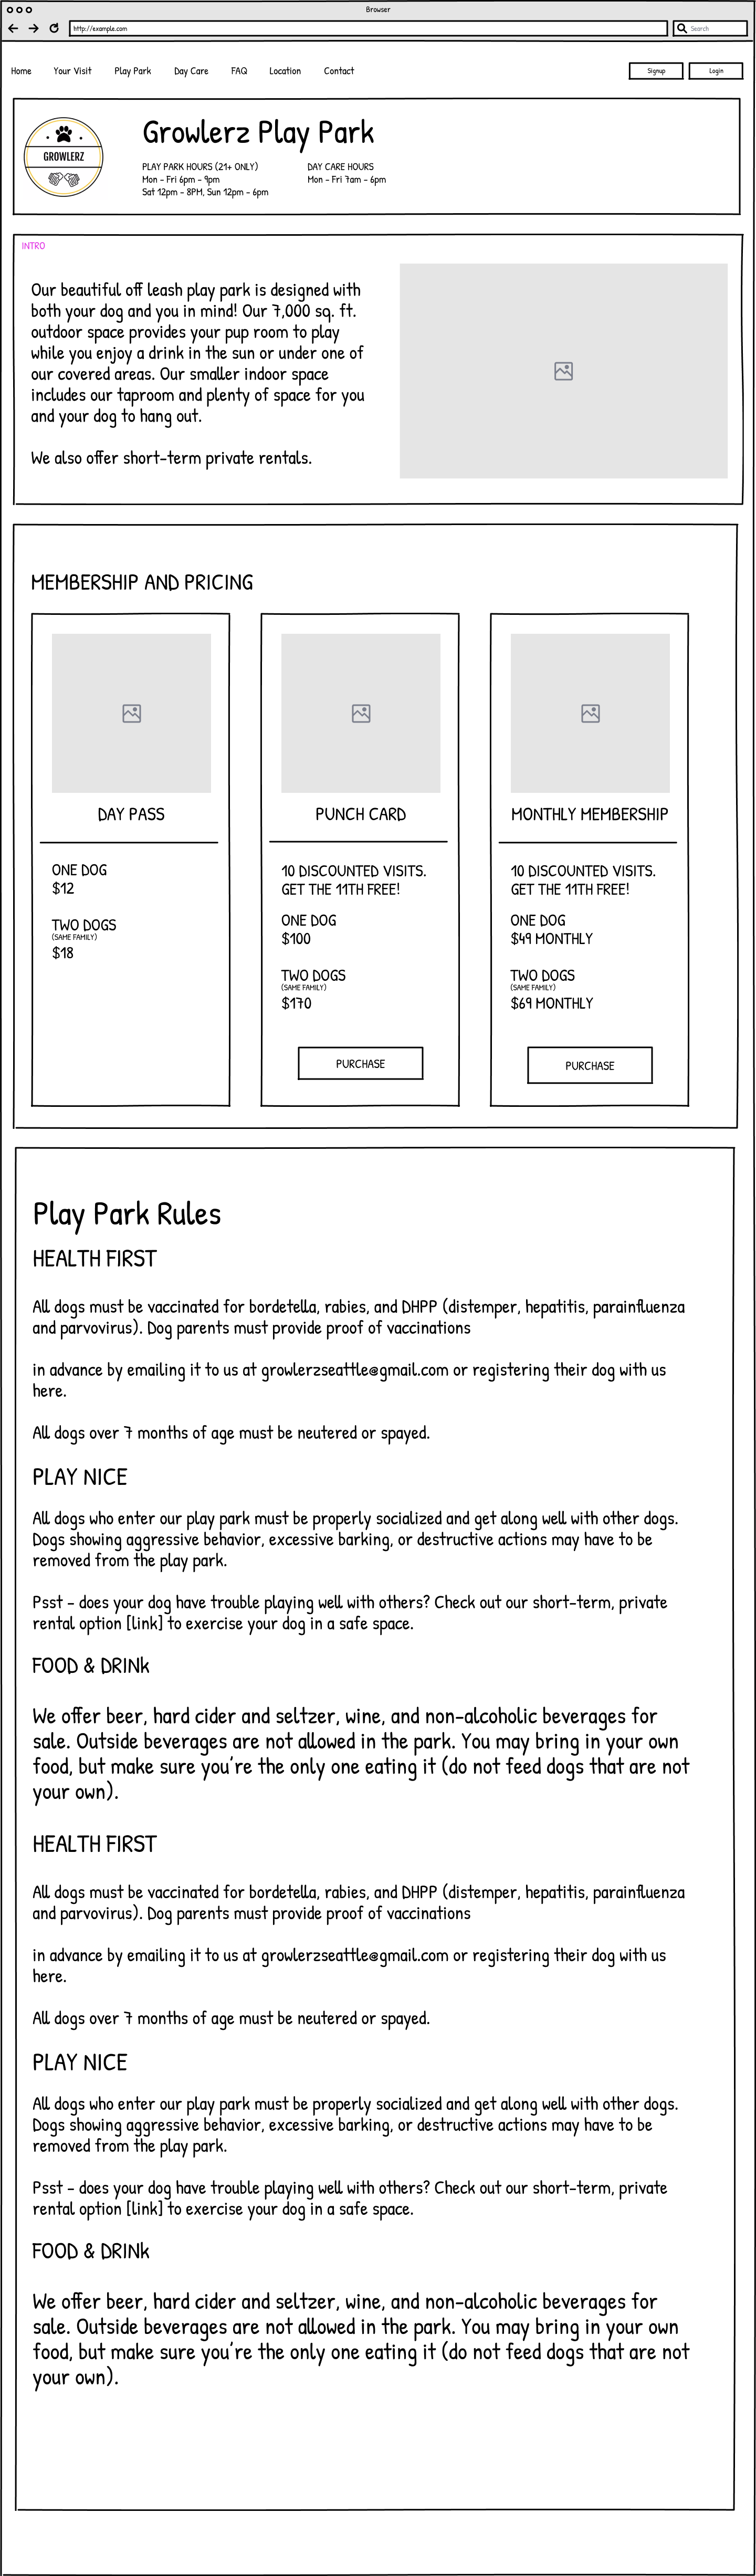 Browser
http://example.com
Search
Home Your Visit Play Park Day Care FAQ Location Contact
Signup Login
GROWLERZ
Growlerz Play Park
PLAY PARK HOURS (21+ ONLY)
Mon - Fri 6pm - 9pm
Sat 12pm - 8PM, Sun 12pm - 6pm
DAY CARE HOURS
Mon - Fri 7am - 6pm
INTRO
Our beautiful off leash play park is designed with
both your dog and you in mind! Our 7,000 sq. ft.
outdoor space provides your pup room to play
while you enjoy a drink in the sun or under one of
our covered areas. Our smaller indoor space
includes our taproom and plenty of space for you
and your dog to hang out.
We also offer short-term private rentals.
MEMBERSHIP AND PRICING
DAY PASS
ONE DOG
$12
TWO DOGS
(SAME FAMILY)
$18
PUNCH CARD
10 DISCOUNTED VISITS.
GET THE 11TH FREE!
ONE DOG
$100
TWO DOGS
(SAME FAMILY)
$170
PURCHASE
MONTHLY MEMBERSHIP
10 DISCOUNTED VISITS.
GET THE 11TH FREE!
ONE DOG
$49 MONTHLY
TWO DOGS
(SAME FAMILY)
$69 MONTHLY
PURCHASE
Play Park Rules
HEALTH FIRST
All dogs must be vaccinated for bordetella, rabies, and DHPP (distemper, hepatitis, parainfluenza
and parvovirus). Dog parents must provide proof of vaccinations
in advance by emailing it to us at growlerzseattle@gmail.com or registering their dog with us
here.
All dogs over 7 months of age must be neutered or spayed.
PLAY NICE
All dogs who enter our play park must be properly socialized and get along well with other dogs.
Dogs showing aggressive behavior, excessive barking, or destructive actions may have to be
removed from the play park.
Psst - does your dog have trouble playing well with others? Check out our short-term, private
rental option [link] to exercise your dog in a safe space.
FOOD & DRINk
We offer beer, hard cider and seltzer, wine, and non-alcoholic beverages for
sale. Outside beverages are not allowed in the park. You may bring in your own
food, but make sure you're the only one eating it (do not feed dogs that are not
your own).
HEALTH FIRST
All dogs must be vaccinated for bordetella, rabies, and DHPP (distemper, hepatitis, parainfluenza
and parvovirus). Dog parents must provide proof of vaccinations
in advance by emailing it to us at growlerzseattle@gmail.com or registering their dog with us
here.
All dogs over 7 months of age must be neutered or spayed.
PLAY NICE
All dogs who enter our play park must be properly socialized and get along well with other dogs.
Dogs showing aggressive behavior, excessive barking, or destructive actions may have to be
removed from the play park.
Psst - does your dog have trouble playing well with others? Check out our short-term, private
rental option [link] to exercise your dog in a safe space.
FOOD & DRINk
We offer beer, hard cider and seltzer, wine, and non-alcoholic beverages for
sale. Outside beverages are not allowed in the park. You may bring in your own
food, but make sure you're the only one eating it (do not feed dogs that are not
your own).